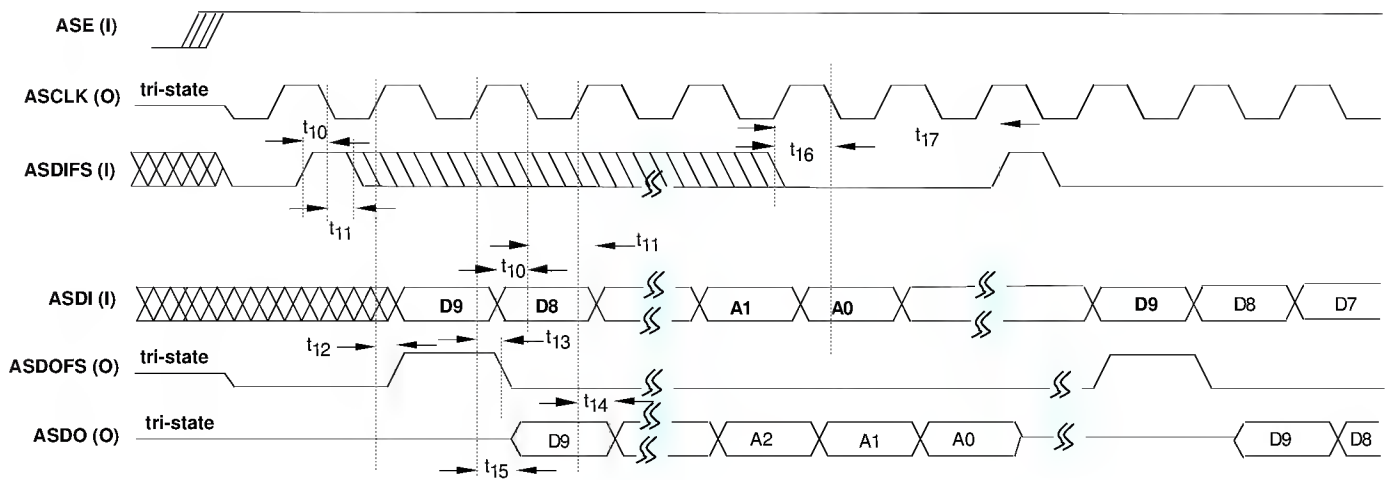 ASE (I)
ASCLK (O) tri-state
t10 t16 t17
ASDIFS (I)
t11
t11
t10
ASDI (I) D9 D8 A1 A0 D9 D8 D7
t12 t13
ASDOFS (O) tri-state
t14
ASDO (O) tri-state D9 A2 A1 A0 D9 D8
t15